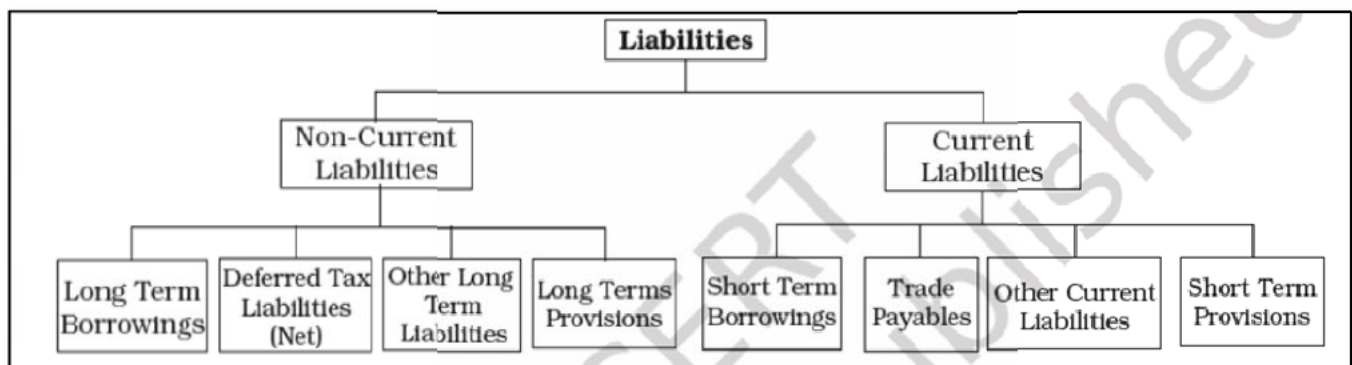 Liabilities
Non-Current
Liabilities
Current
Liabilities
Long Term
Borrowings
Deferred Tax
Liabilities
(Net)
Other Long
Term
Liabilities
Long Terms
Provisions
Short Term
Borrowings
Trade
Payables
Other Current
Liabilities
Short Term
Provisions